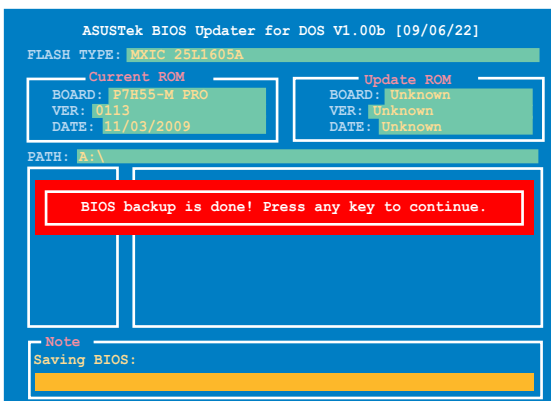 ASUSTek BIOS Updater for DOS V1.00b [09/06/22]
FLASH TYPE: MXIC 25L1605A
Current ROM
BOARD: P7H55-M PRO
VER: 0113
DATE: 11/03/2009
Update ROM
BOARD: Unknown
VER: Unknown
DATE: Unknown
PATH: A:\
BIOS backup is done! Press any key to continue.
Note
Saving BIOS: